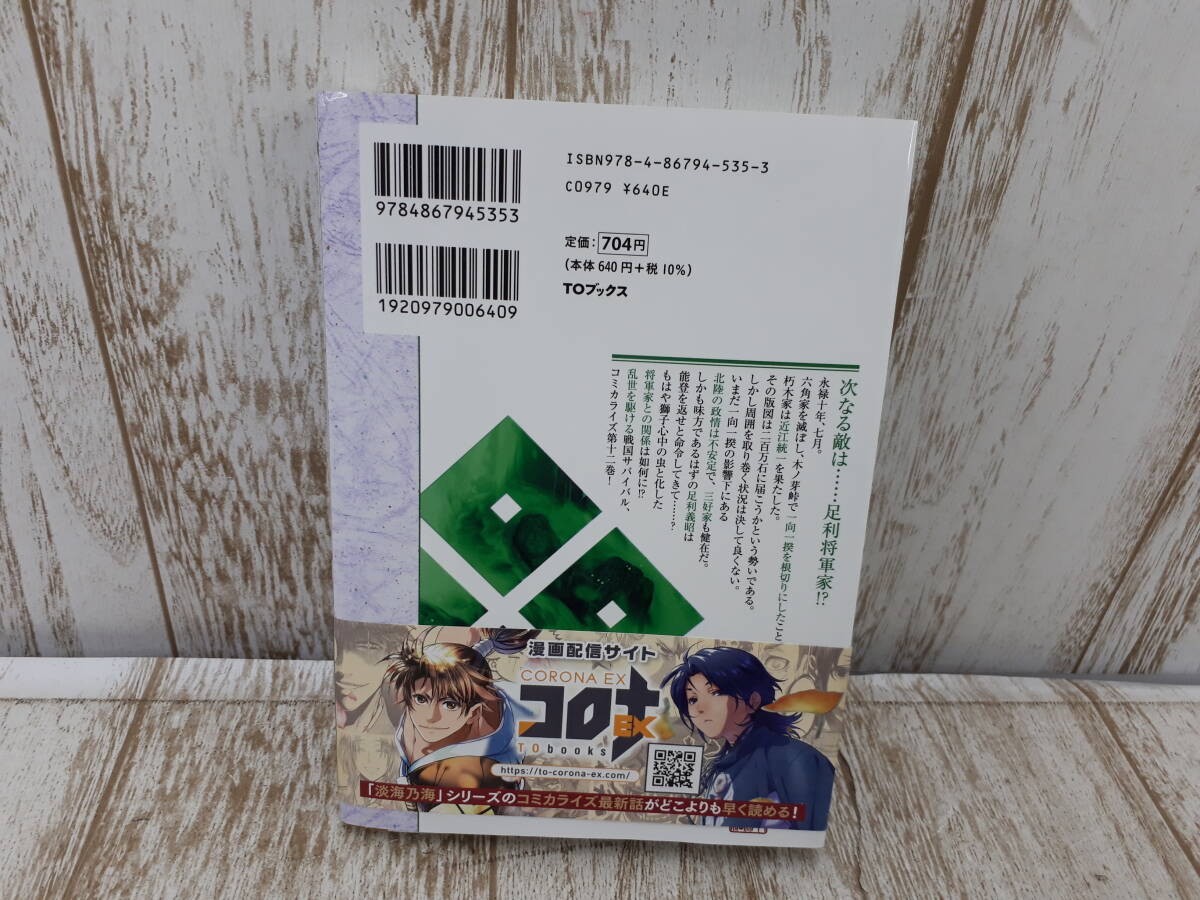 ISBN978-4-86794-535-3
C0979 ¥640E
9784867945353
定価：704円
（本体640円＋税10％）
TOブックス
1920979006409
次なる敵は……足利将軍家!?
永禄十年、七月。
六角家を滅ぼし、木ノ芽峠で一向一揆を根切りにしたこと
朽木家は近江統一を果たした。
その版図は二百万石に届こうかという勢いである。
しかし周囲を取り巻く状況は決して良くない。
いまだ一向一揆の影響下にある
北陸の政情は不安定で、三好家も健在だ。
しかも味方であるはずの足利義昭は
能登を返せと命令してきて……？
もはや獅子心中の虫と化した
将軍家との関係は如何に!?
乱世を駆ける戦国サバイバル、
コミカライズ第十二巻！
漫画配信サイト
CORONA EX
コロナEX
TObooks
https://to-corona-ex.com/
「淡海乃海」シリーズのコミカライズ最新話がどこよりも早く読める！